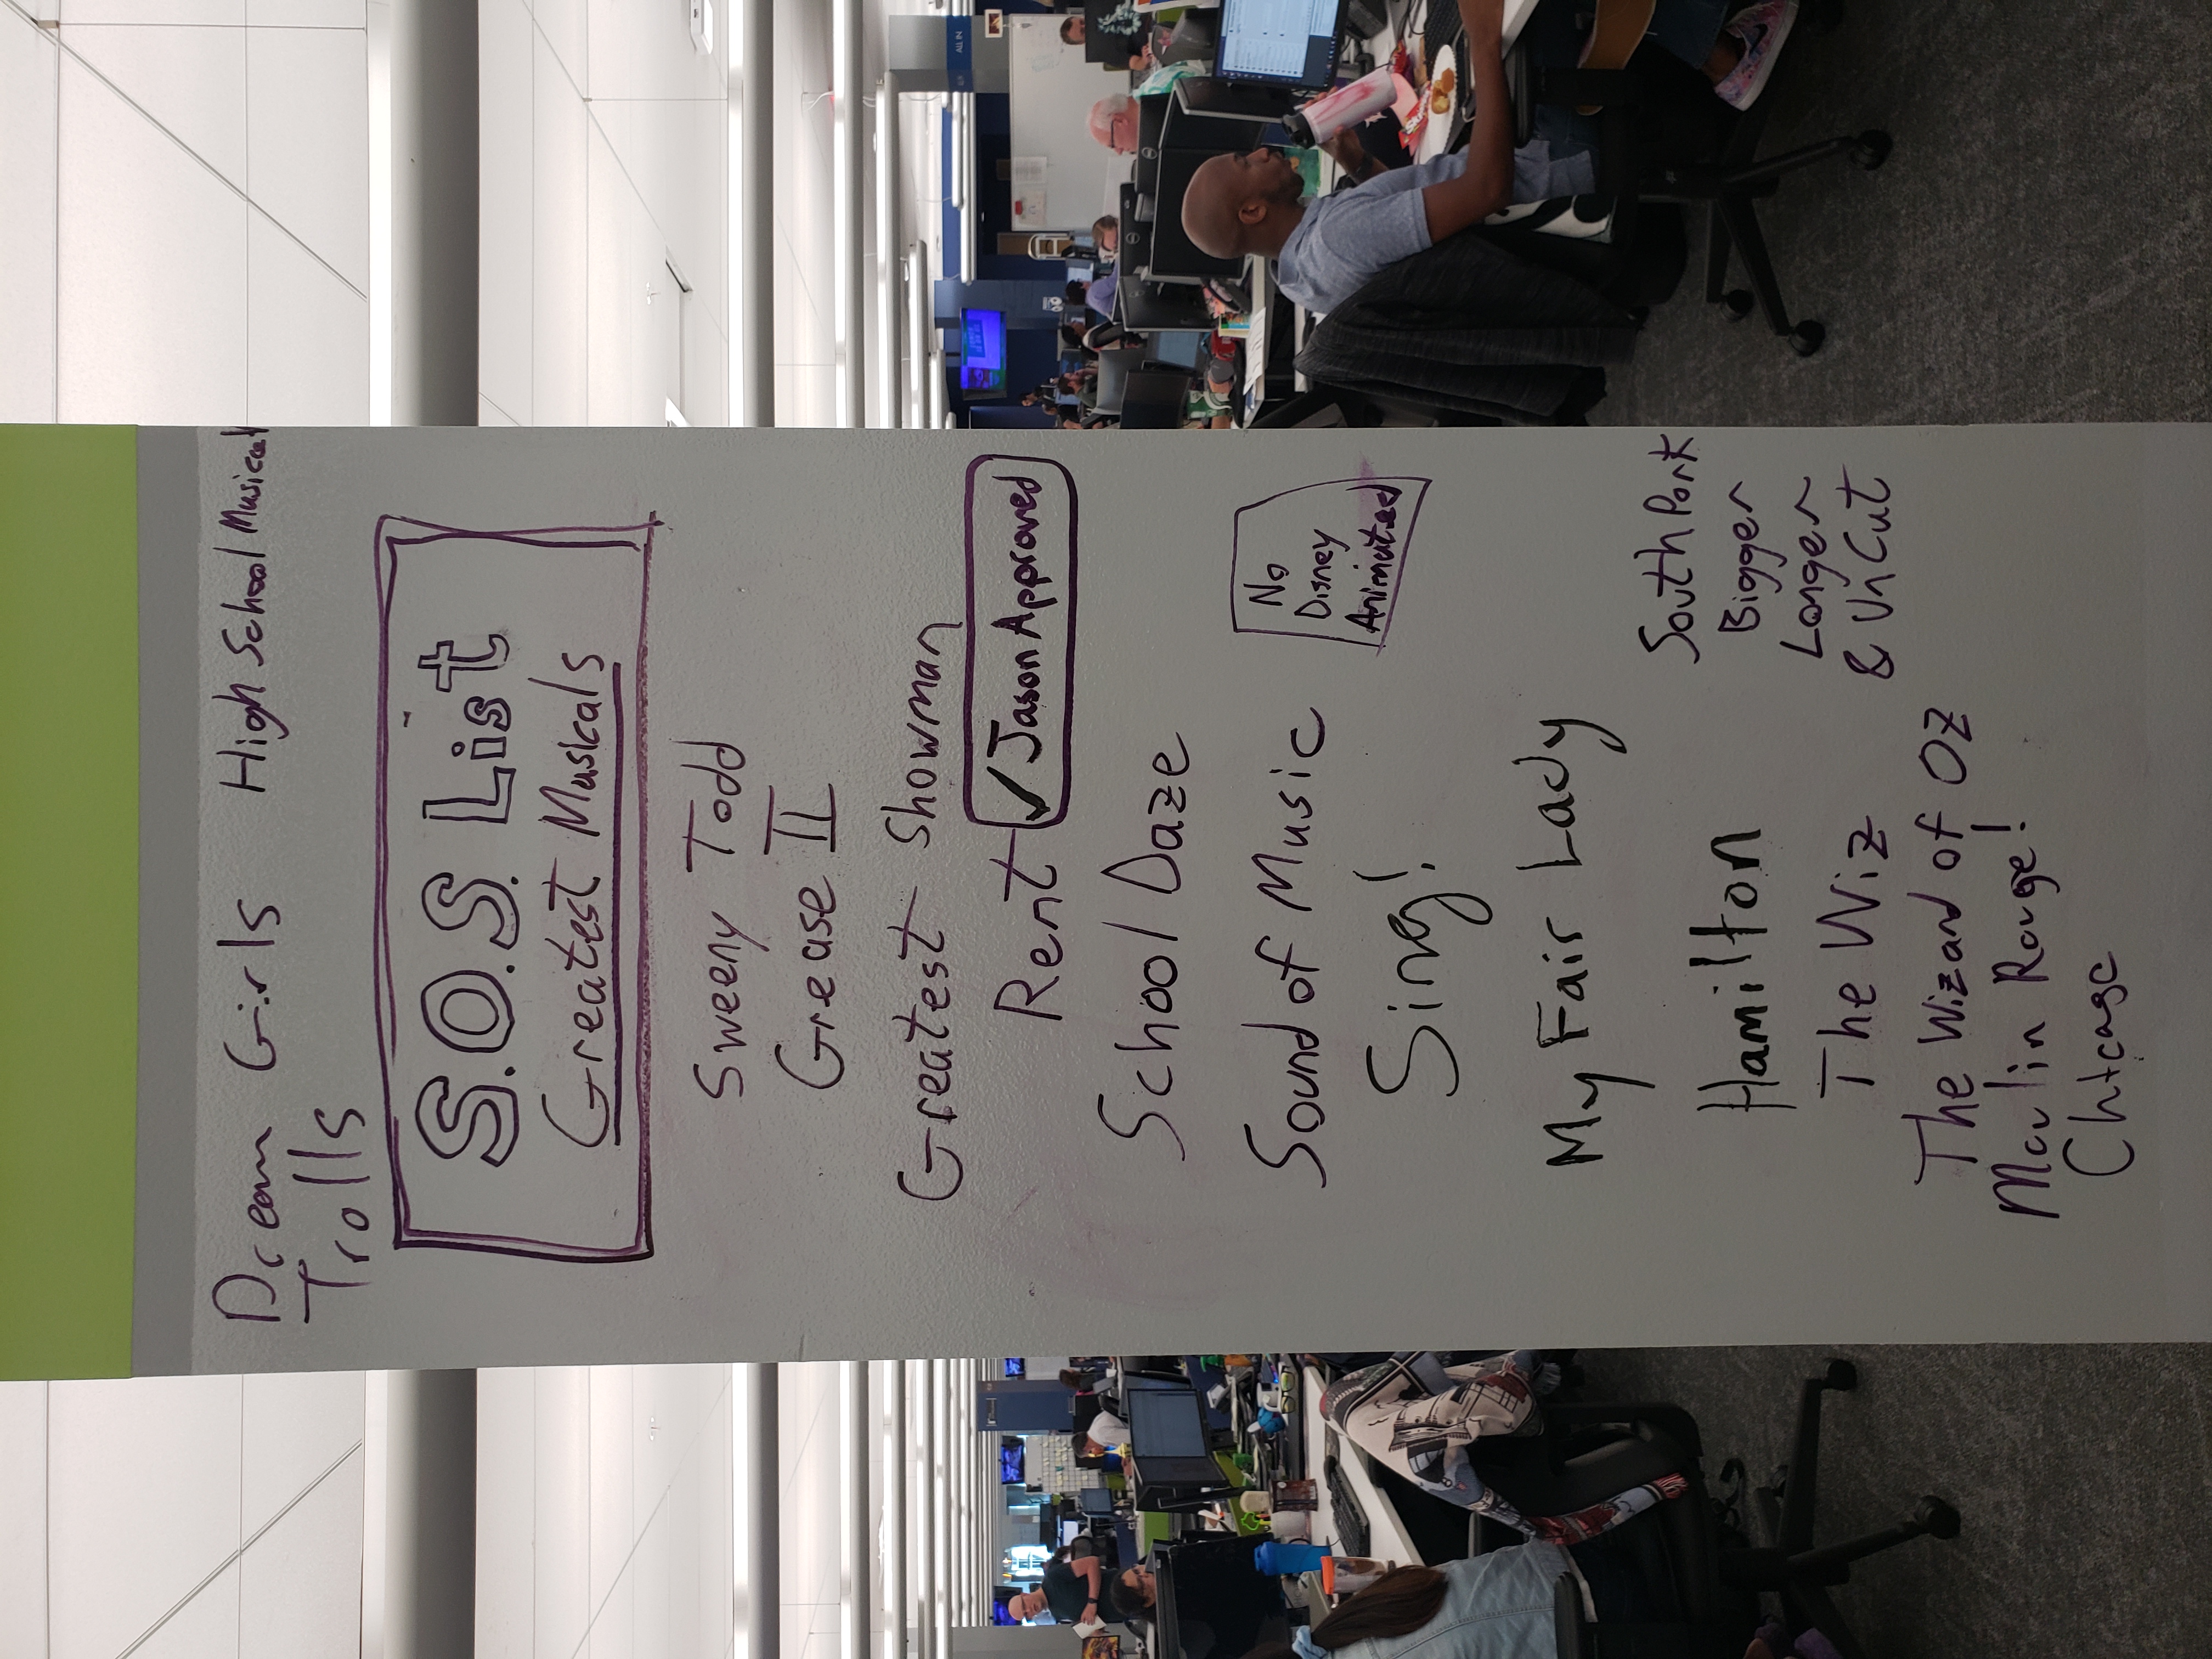 Dream Girls High School Musical
Trolls
S.O.S. List
Greatest Musicals
Sweeny Todd
Grease II
Greatest Showman
Rent ✓ Jason Approved
School Daze
Sound of Music
No
Disney
Animated
Sing!
My Fair Lady
Hamilton
South Park
Bigger
Longer
& UnCut
The Wiz
The Wizard of Oz
Moulin Rouge!
Chicago
ALL IN